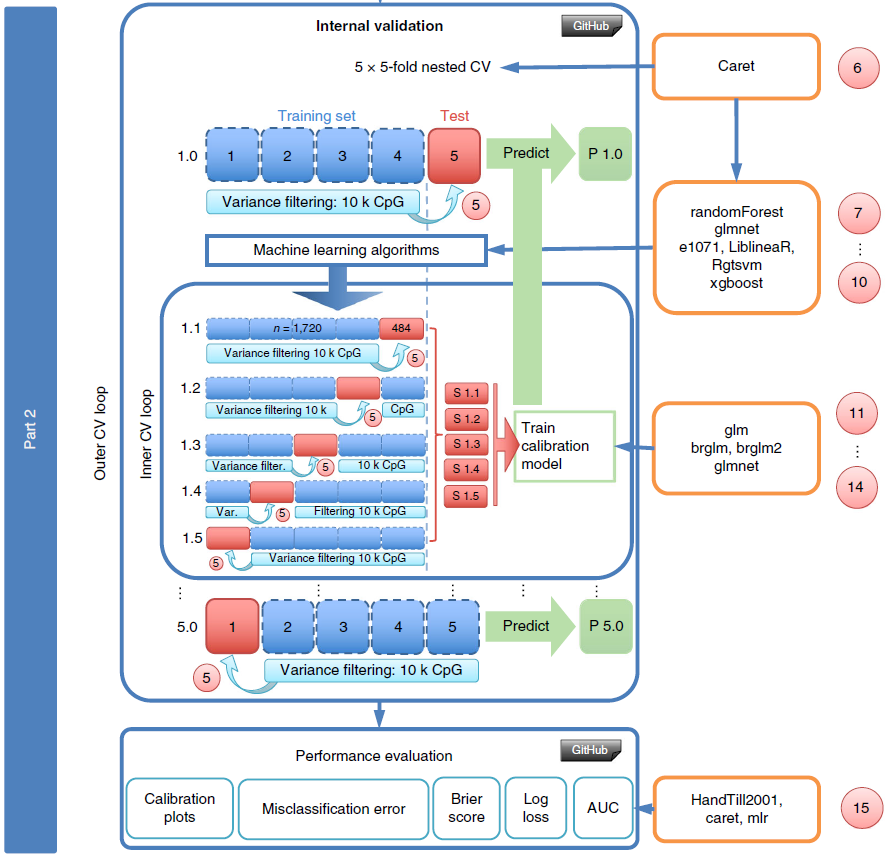 Part 2
Internal validation
GitHub
5 × 5-fold nested CV
Caret
6
Training set
Test
1.0
1
2
3
4
5
Predict
P 1.0
Variance filtering: 10 k CpG
5
randomForest
glmnet
e1071, LiblineaR,
Rgtsvm
xgboost
7
⋮
10
Machine learning algorithms
Outer CV loop
Inner CV loop
1.1
n = 1,720
484
Variance filtering 10 k CpG
5
1.2
Variance filtering 10 k
5
CpG
1.3
Variance filter.
5
10 k CpG
1.4
Var.
5
Filtering 10 k CpG
1.5
5
Variance filtering 10 k CpG
S 1.1
S 1.2
S 1.3
S 1.4
S 1.5
Train
calibration
model
glm
brglm, brglm2
glmnet
11
⋮
14
⋮ ⋮ ⋮ ⋮ ⋮
5.0
1
2
3
4
5
Predict
P 5.0
5
Variance filtering: 10 k CpG
Performance evaluation
GitHub
Calibration
plots
Misclassification error
Brier
score
Log
loss
AUC
HandTill2001,
caret, mlr
15